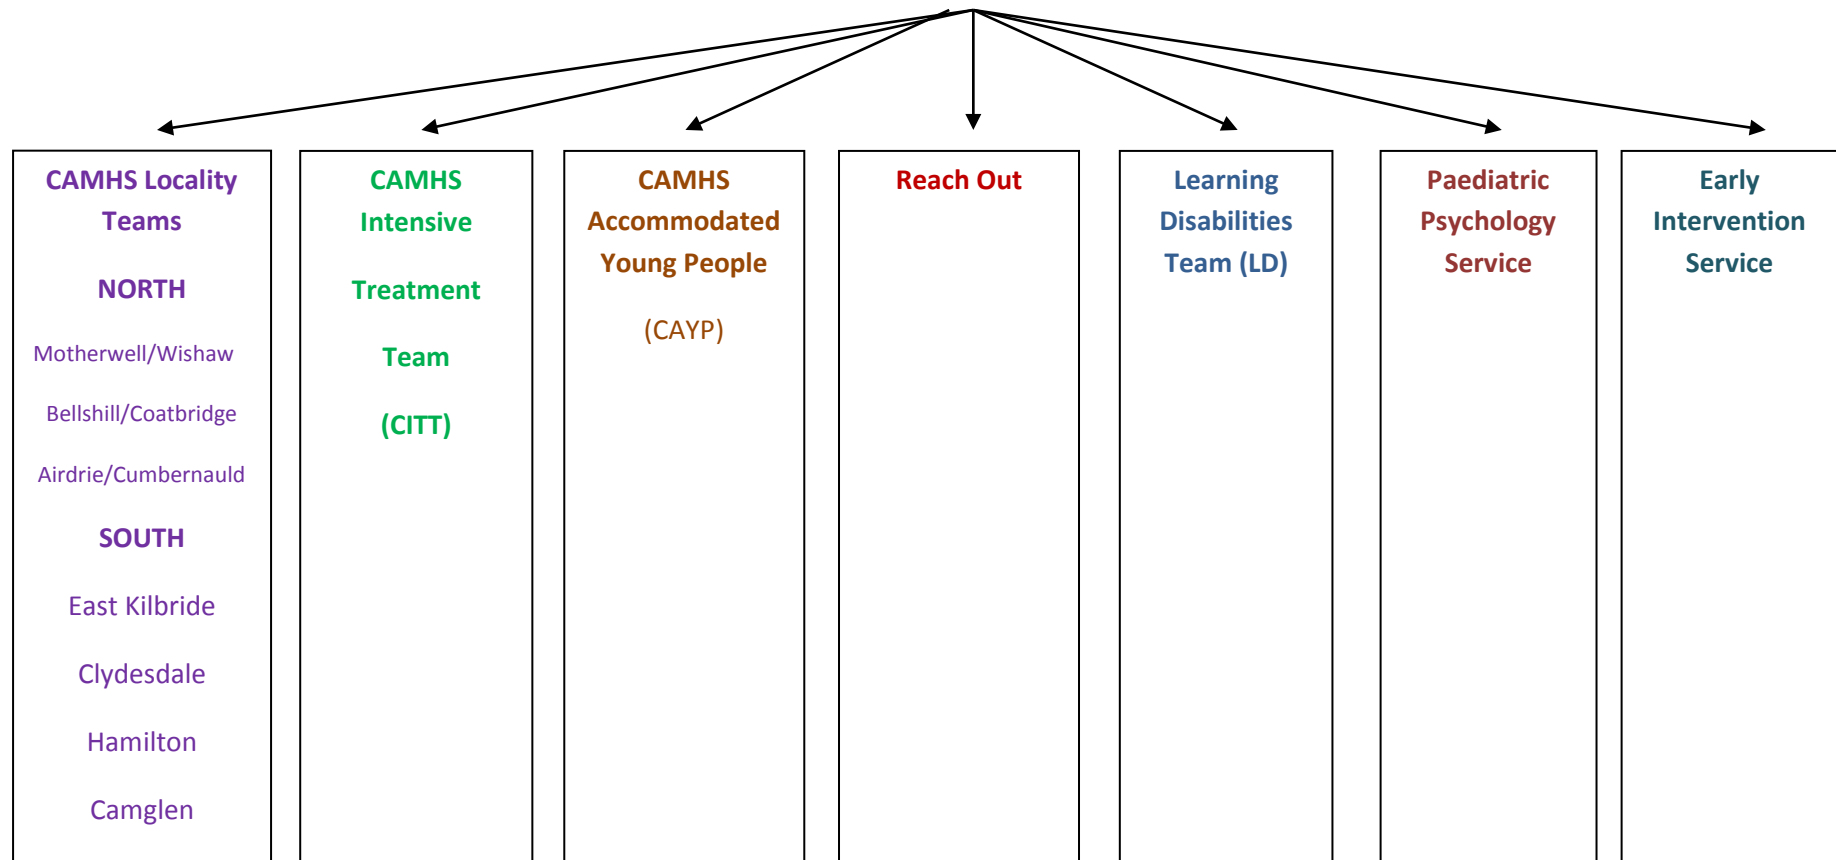 CAMHS Locality
Teams
NORTH
Motherwell/Wishaw
Bellshill/Coatbridge
Airdrie/Cumbernauld
SOUTH
East Kilbride
Clydesdale
Hamilton
Camglen
CAMHS
Intensive
Treatment
Team
(CITT)
CAMHS
Accommodated
Young People
(CAYP)
Reach Out
Learning
Disabilities
Team (LD)
Paediatric
Psychology
Service
Early
Intervention
Service